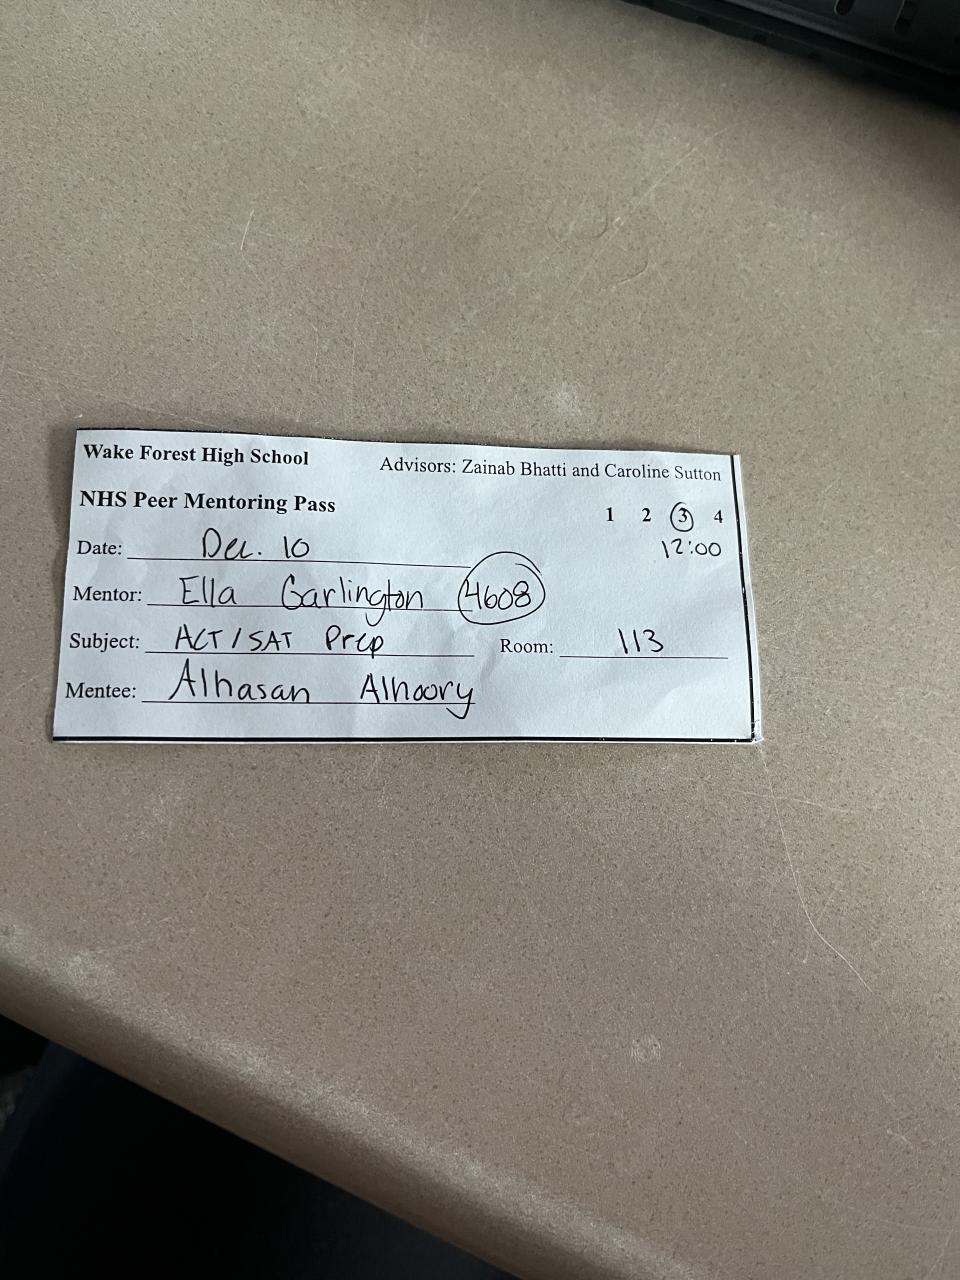 Wake Forest High School Advisors: Zainab Bhatti and Caroline Sutton
NHS Peer Mentoring Pass 1 2 3 4
Date: Dec. 10 12:00
Mentor: Ella Garlington 4608
Subject: ACT/SAT Prep Room: 113
Mentee: Alhasan Alhoory